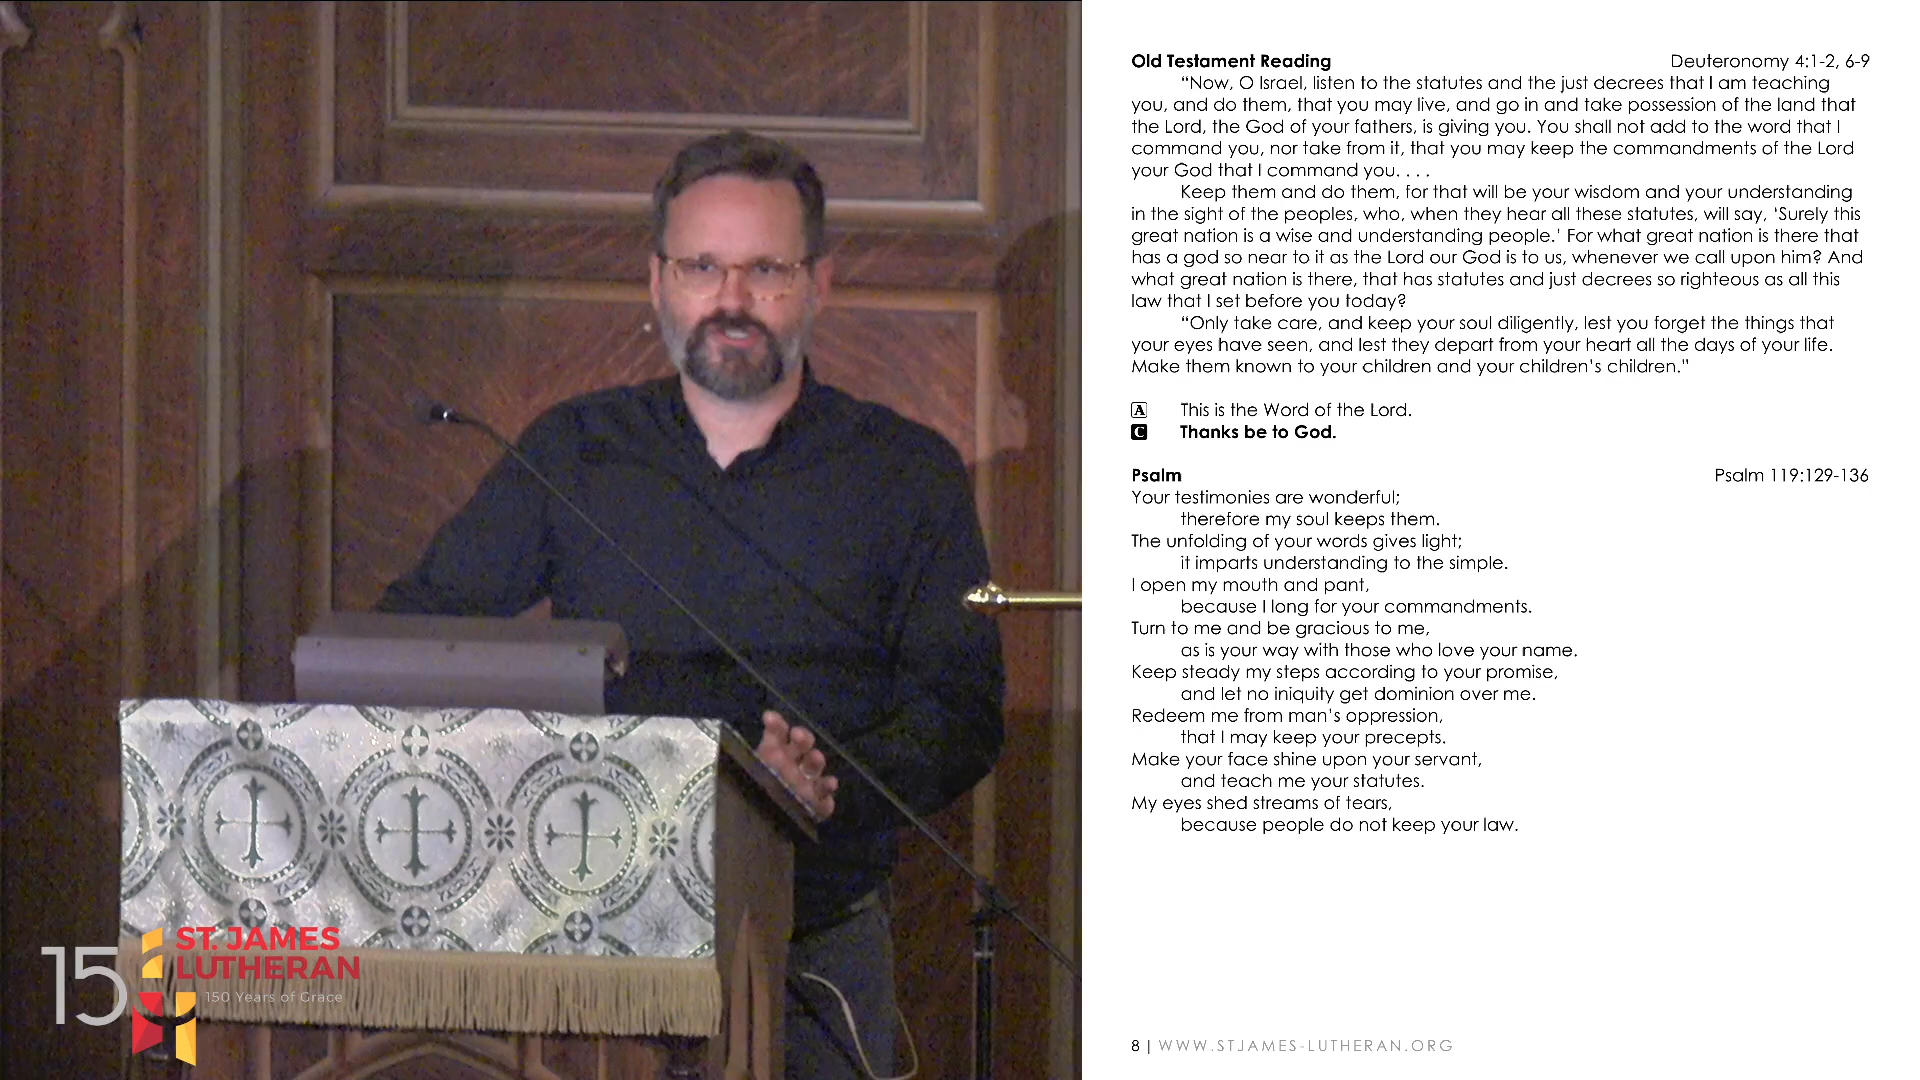 Old Testament Reading Deuteronomy 4:1-2, 6-9
“Now, O Israel, listen to the statutes and the just decrees that I am teaching
you, and do them, that you may live, and go in and take possession of the land that
the Lord, the God of your fathers, is giving you. You shall not add to the word that I
command you, nor take from it, that you may keep the commandments of the Lord
your God that I command you. . . .
Keep them and do them, for that will be your wisdom and your understanding
in the sight of the peoples, who, when they hear all these statutes, will say, ‘Surely this
great nation is a wise and understanding people.’ For what great nation is there that
has a god so near to it as the Lord our God is to us, whenever we call upon him? And
what great nation is there, that has statutes and just decrees so righteous as all this
law that I set before you today?
“Only take care, and keep your soul diligently, lest you forget the things that
your eyes have seen, and lest they depart from your heart all the days of your life.
Make them known to your children and your children’s children.”
A This is the Word of the Lord.
C Thanks be to God.
Psalm Psalm 119:129-136
Your testimonies are wonderful;
therefore my soul keeps them.
The unfolding of your words gives light;
it imparts understanding to the simple.
I open my mouth and pant,
because I long for your commandments.
Turn to me and be gracious to me,
as is your way with those who love your name.
Keep steady my steps according to your promise,
and let no iniquity get dominion over me.
Redeem me from man’s oppression,
that I may keep your precepts.
Make your face shine upon your servant,
and teach me your statutes.
My eyes shed streams of tears,
because people do not keep your law.
8 | WWW.STJAMES-LUTHERAN.ORG
150
ST. JAMES
LUTHERAN
150 Years of Grace